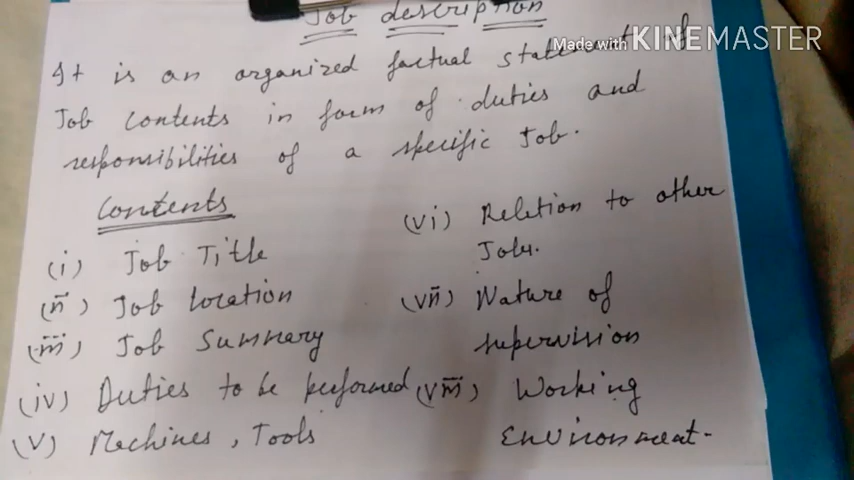 Job description
Made with KINEMASTER
It is an organized factual statement of
Job contents in form of duties and
responsibilities of a specific Job.
Contents
(i) Job Title
(ii) Job location
(iii) Job Summary
(iv) Duties to be performed
(v) Machines, Tools
(vi) Relation to other
Jobs.
(vii) Nature of
supervision
(viii) Working
Environment.